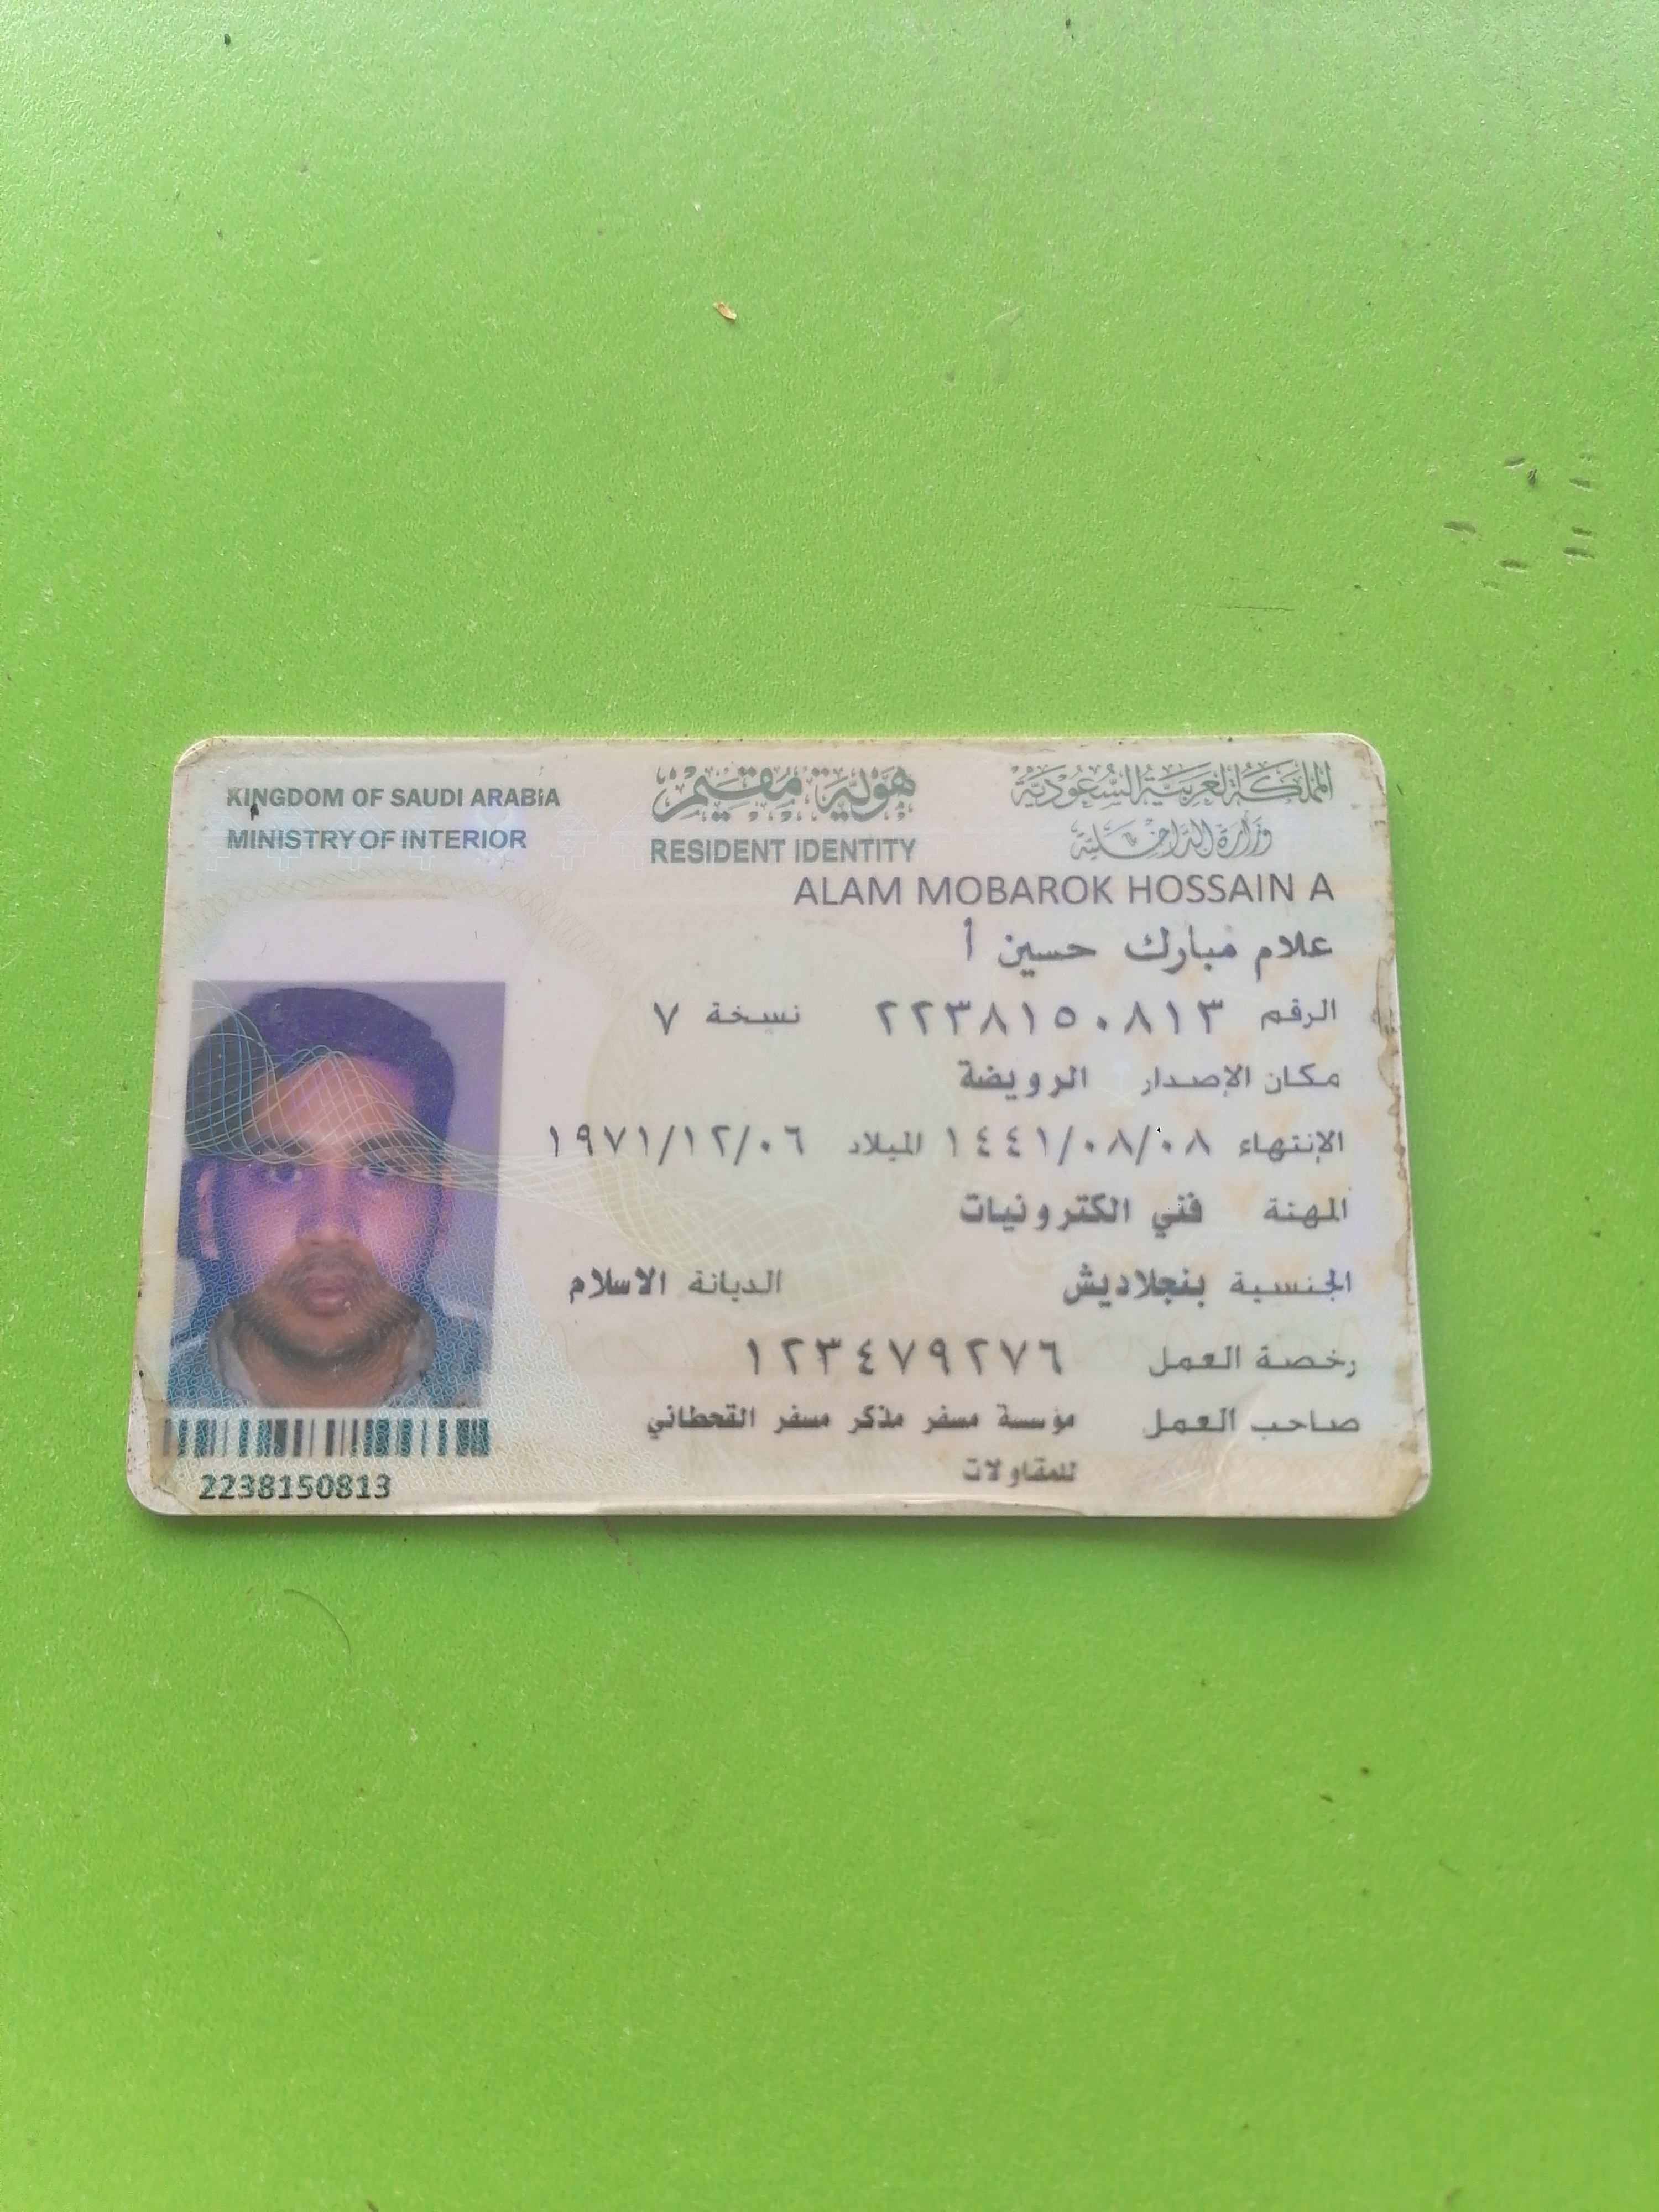 KINGDOM OF SAUDI ARABIA هوية مقيم المملكة العربية السعودية
MINISTRY OF INTERIOR RESIDENT IDENTITY وزارة الداخلية
ALAM MOBAROK HOSSAIN A
علام مبارك حسين أ
الرقم ٢٢٣٨١٥٠٨١٣ نسخة ٧
مكان الإصدار الرويضة
الإنتهاء ١٤٤١/٠٨/٠٨ الميلاد ١٩٧١/١٢/٠٦
المهنة فني الكترونيات
الجنسية بنجلاديش الديانة الاسلام
رخصة العمل ١٢٣٤٧٩٢٧٦
صاحب العمل مؤسسة مسفر مذكر مسفر القحطاني
للمقاولات
2238150813